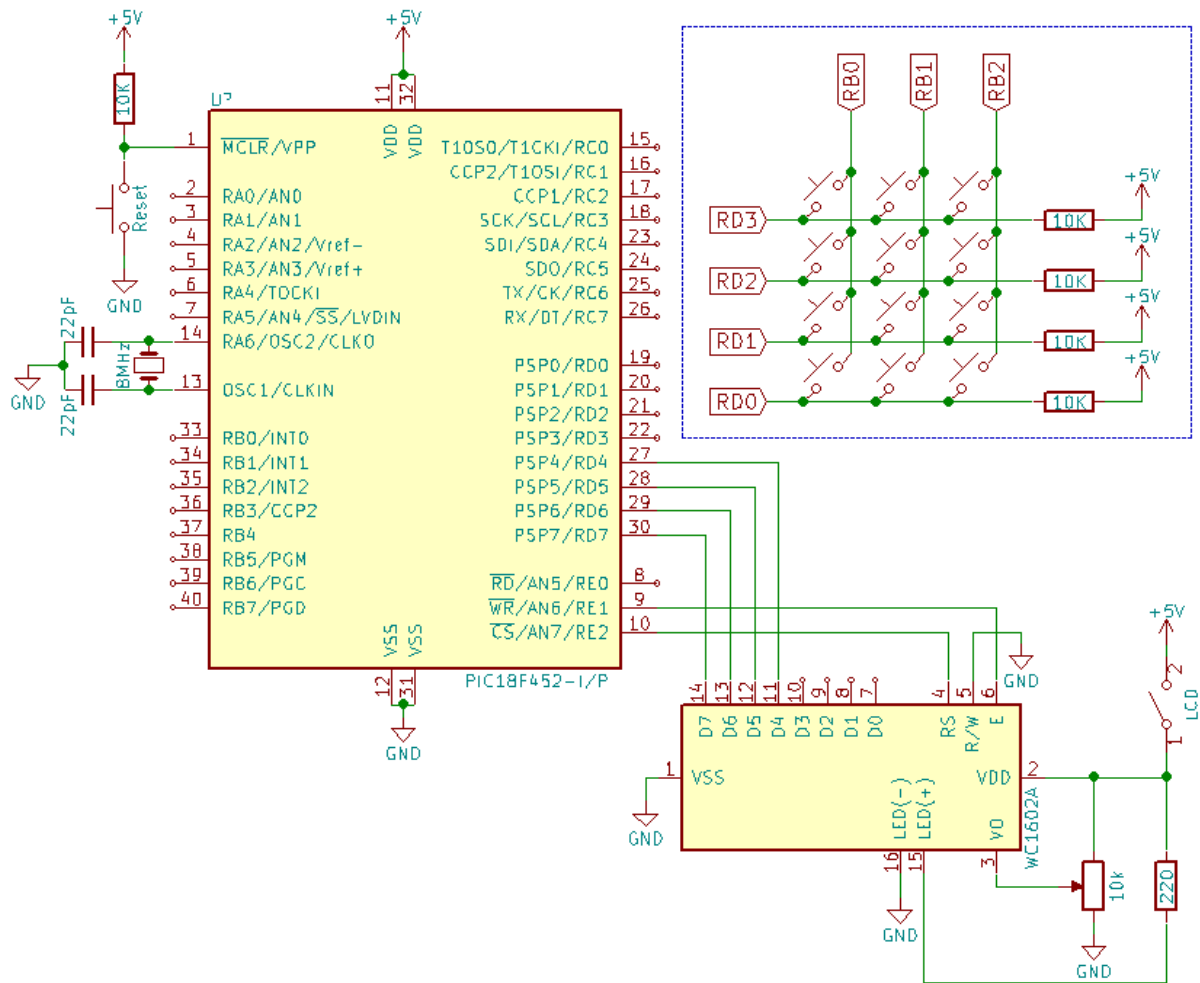 +5V
+5V
10K
U?
11
32
1
MCLR/VPP
VDD
VDD
T1OSO/T1CKI/RC0
15
CCP2/T1OSI/RC1
16
2
RA0/AN0
CCP1/RC2
17
Reset
3
RA1/AN1
SCK/SCL/RC3
18
4
RA2/AN2/Vref-
SDI/SDA/RC4
23
5
RA3/AN3/Vref+
SDO/RC5
24
GND
6
RA4/TOCKI
TX/CK/RC6
25
7
RA5/AN4/SS/LVDIN
RX/DT/RC7
26
22pF
14
RA6/OSC2/CLKO
8MHz
PSP0/RD0
19
GND
22pF
13
OSC1/CLKIN
PSP1/RD1
20
PSP2/RD2
21
33
RB0/INT0
PSP3/RD3
22
34
RB1/INT1
PSP4/RD4
27
35
RB2/INT2
PSP5/RD5
28
36
RB3/CCP2
PSP6/RD6
29
37
RB4
PSP7/RD7
30
38
RB5/PGM
39
RB6/PGC
RD/AN5/RE0
8
40
RB7/PGD
WR/AN6/RE1
9
CS/AN7/RE2
10
VSS
VSS
12
31
PIC18F452-I/P
GND
RB0
RB1
RB2
+5V
RD3
10K
+5V
RD2
10K
+5V
RD1
10K
+5V
RD0
10K
+5V
2
LCD
1
GND
14
13
12
11
10
9
8
7
4
5
6
D7
D6
D5
D4
D3
D2
D1
D0
RS
R/W
E
1
VSS
VDD
2
GND
LED(-)
LED(+)
VO
WC1602A
16
15
3
10k
220
GND
GND